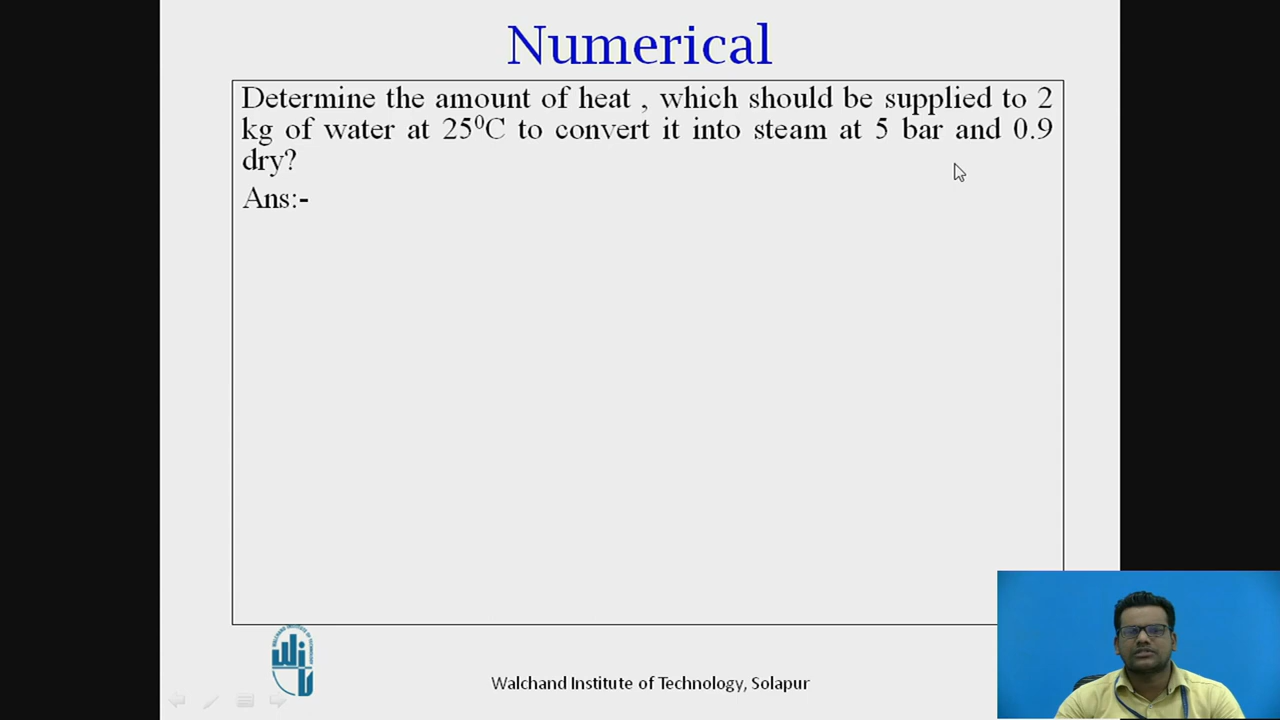 Numerical
Determine the amount of heat , which should be supplied to 2
kg of water at 25⁰C to convert it into steam at 5 bar and 0.9
dry?
Ans:-
Walchand Institute of Technology, Solapur